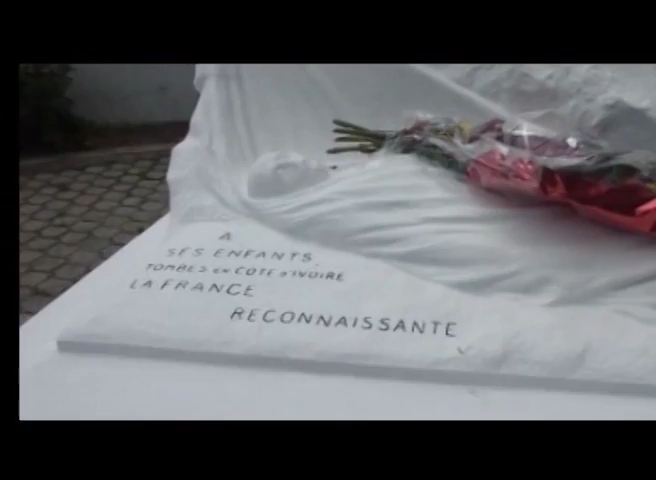 A
SES ENFANTS.
TOMBES EN COTE D'IVOIRE
LA FRANCE
RECONNAISSANTE